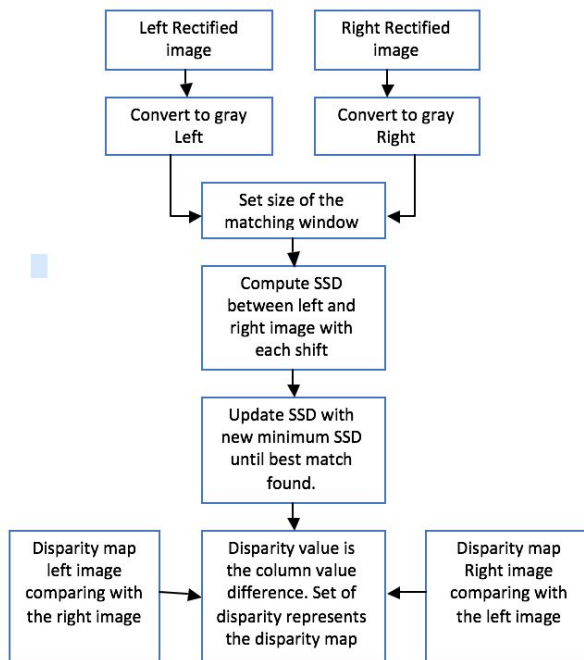 Left Rectified
image
Right Rectified
image
Convert to gray
Left
Convert to gray
Right
Set size of the
matching window
Compute SSD
between left and
right image with
each shift
Update SSD with
new minimum SSD
until best match
found.
Disparity map
left image
comparing with
the right image
Disparity value is
the column value
difference. Set of
disparity represents
the disparity map
Disparity map
Right image
comparing with
the left image